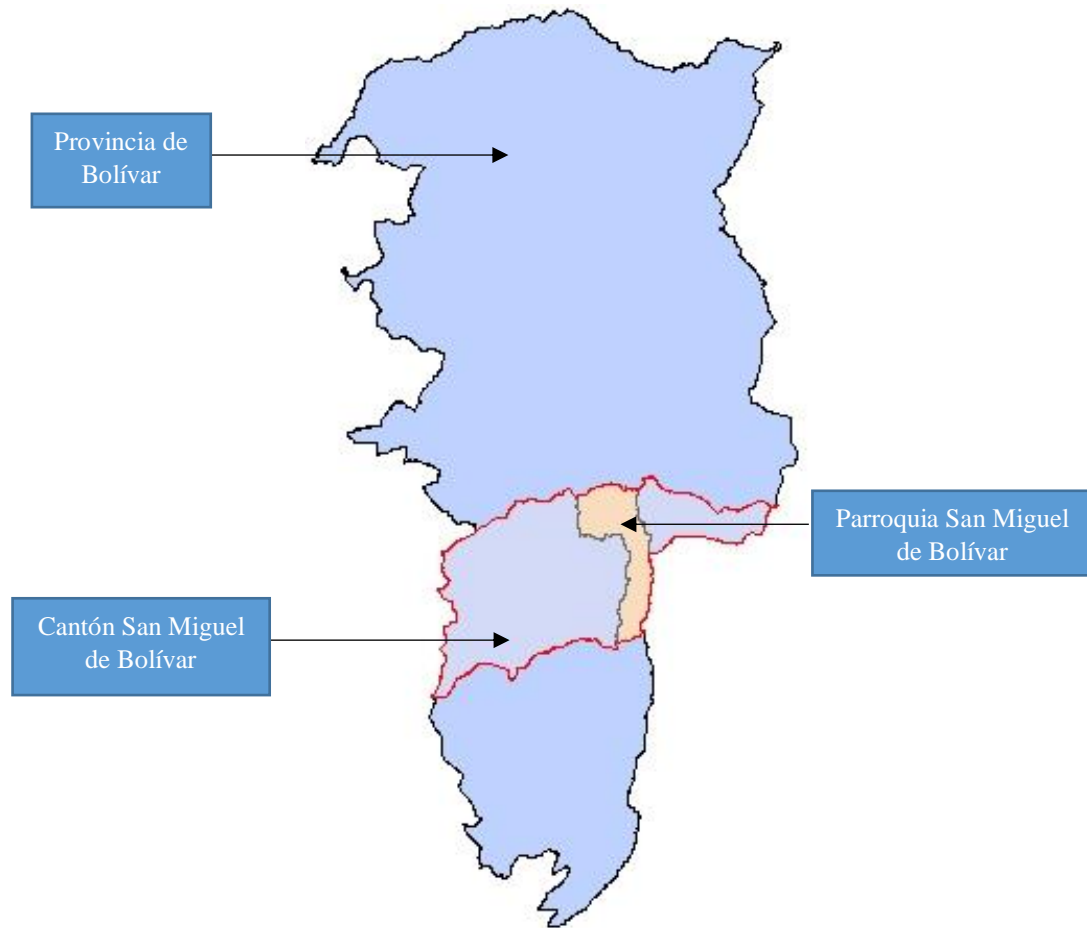 Provincia de
Bolívar
Parroquia San Miguel
de Bolívar
Cantón San Miguel
de Bolívar